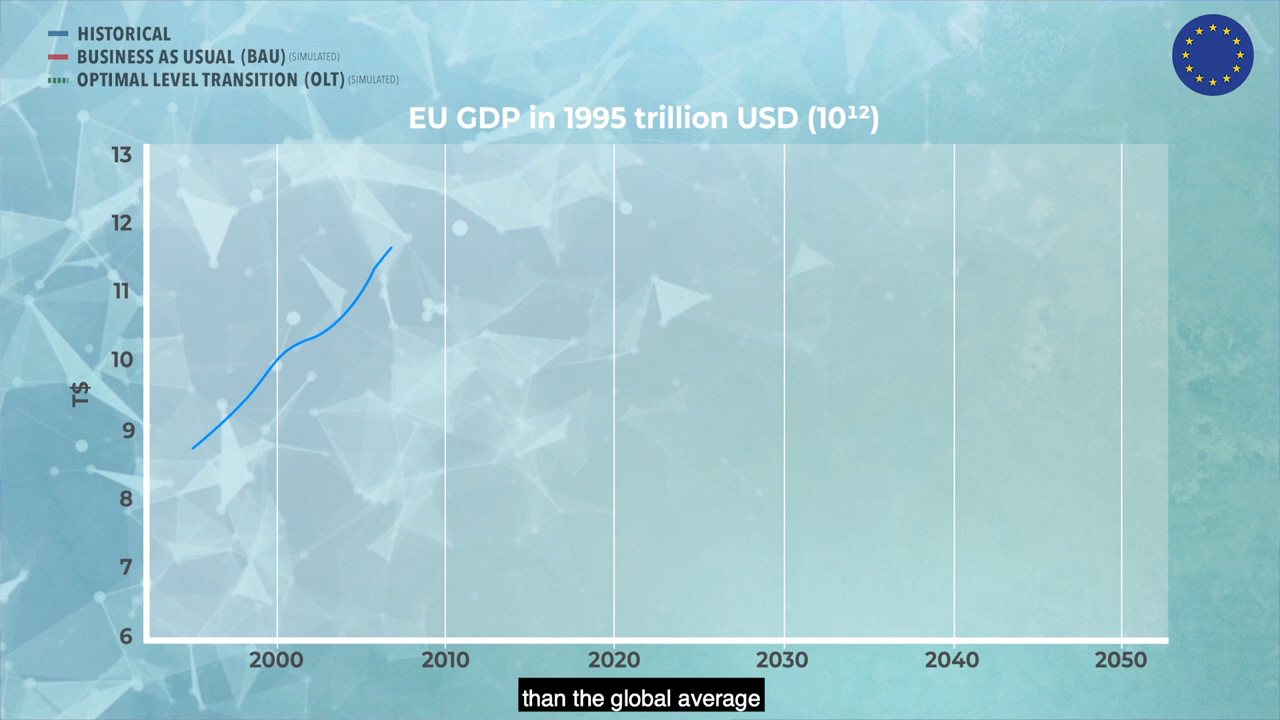 HISTORICAL
BUSINESS AS USUAL (BAU) (SIMULATED)
OPTIMAL LEVEL TRANSITION (OLT) (SIMULATED)
EU GDP in 1995 trillion USD (10¹²)
13
12
11
10
9
8
7
6
T$
2000 2010 2020 2030 2040 2050
than the global average